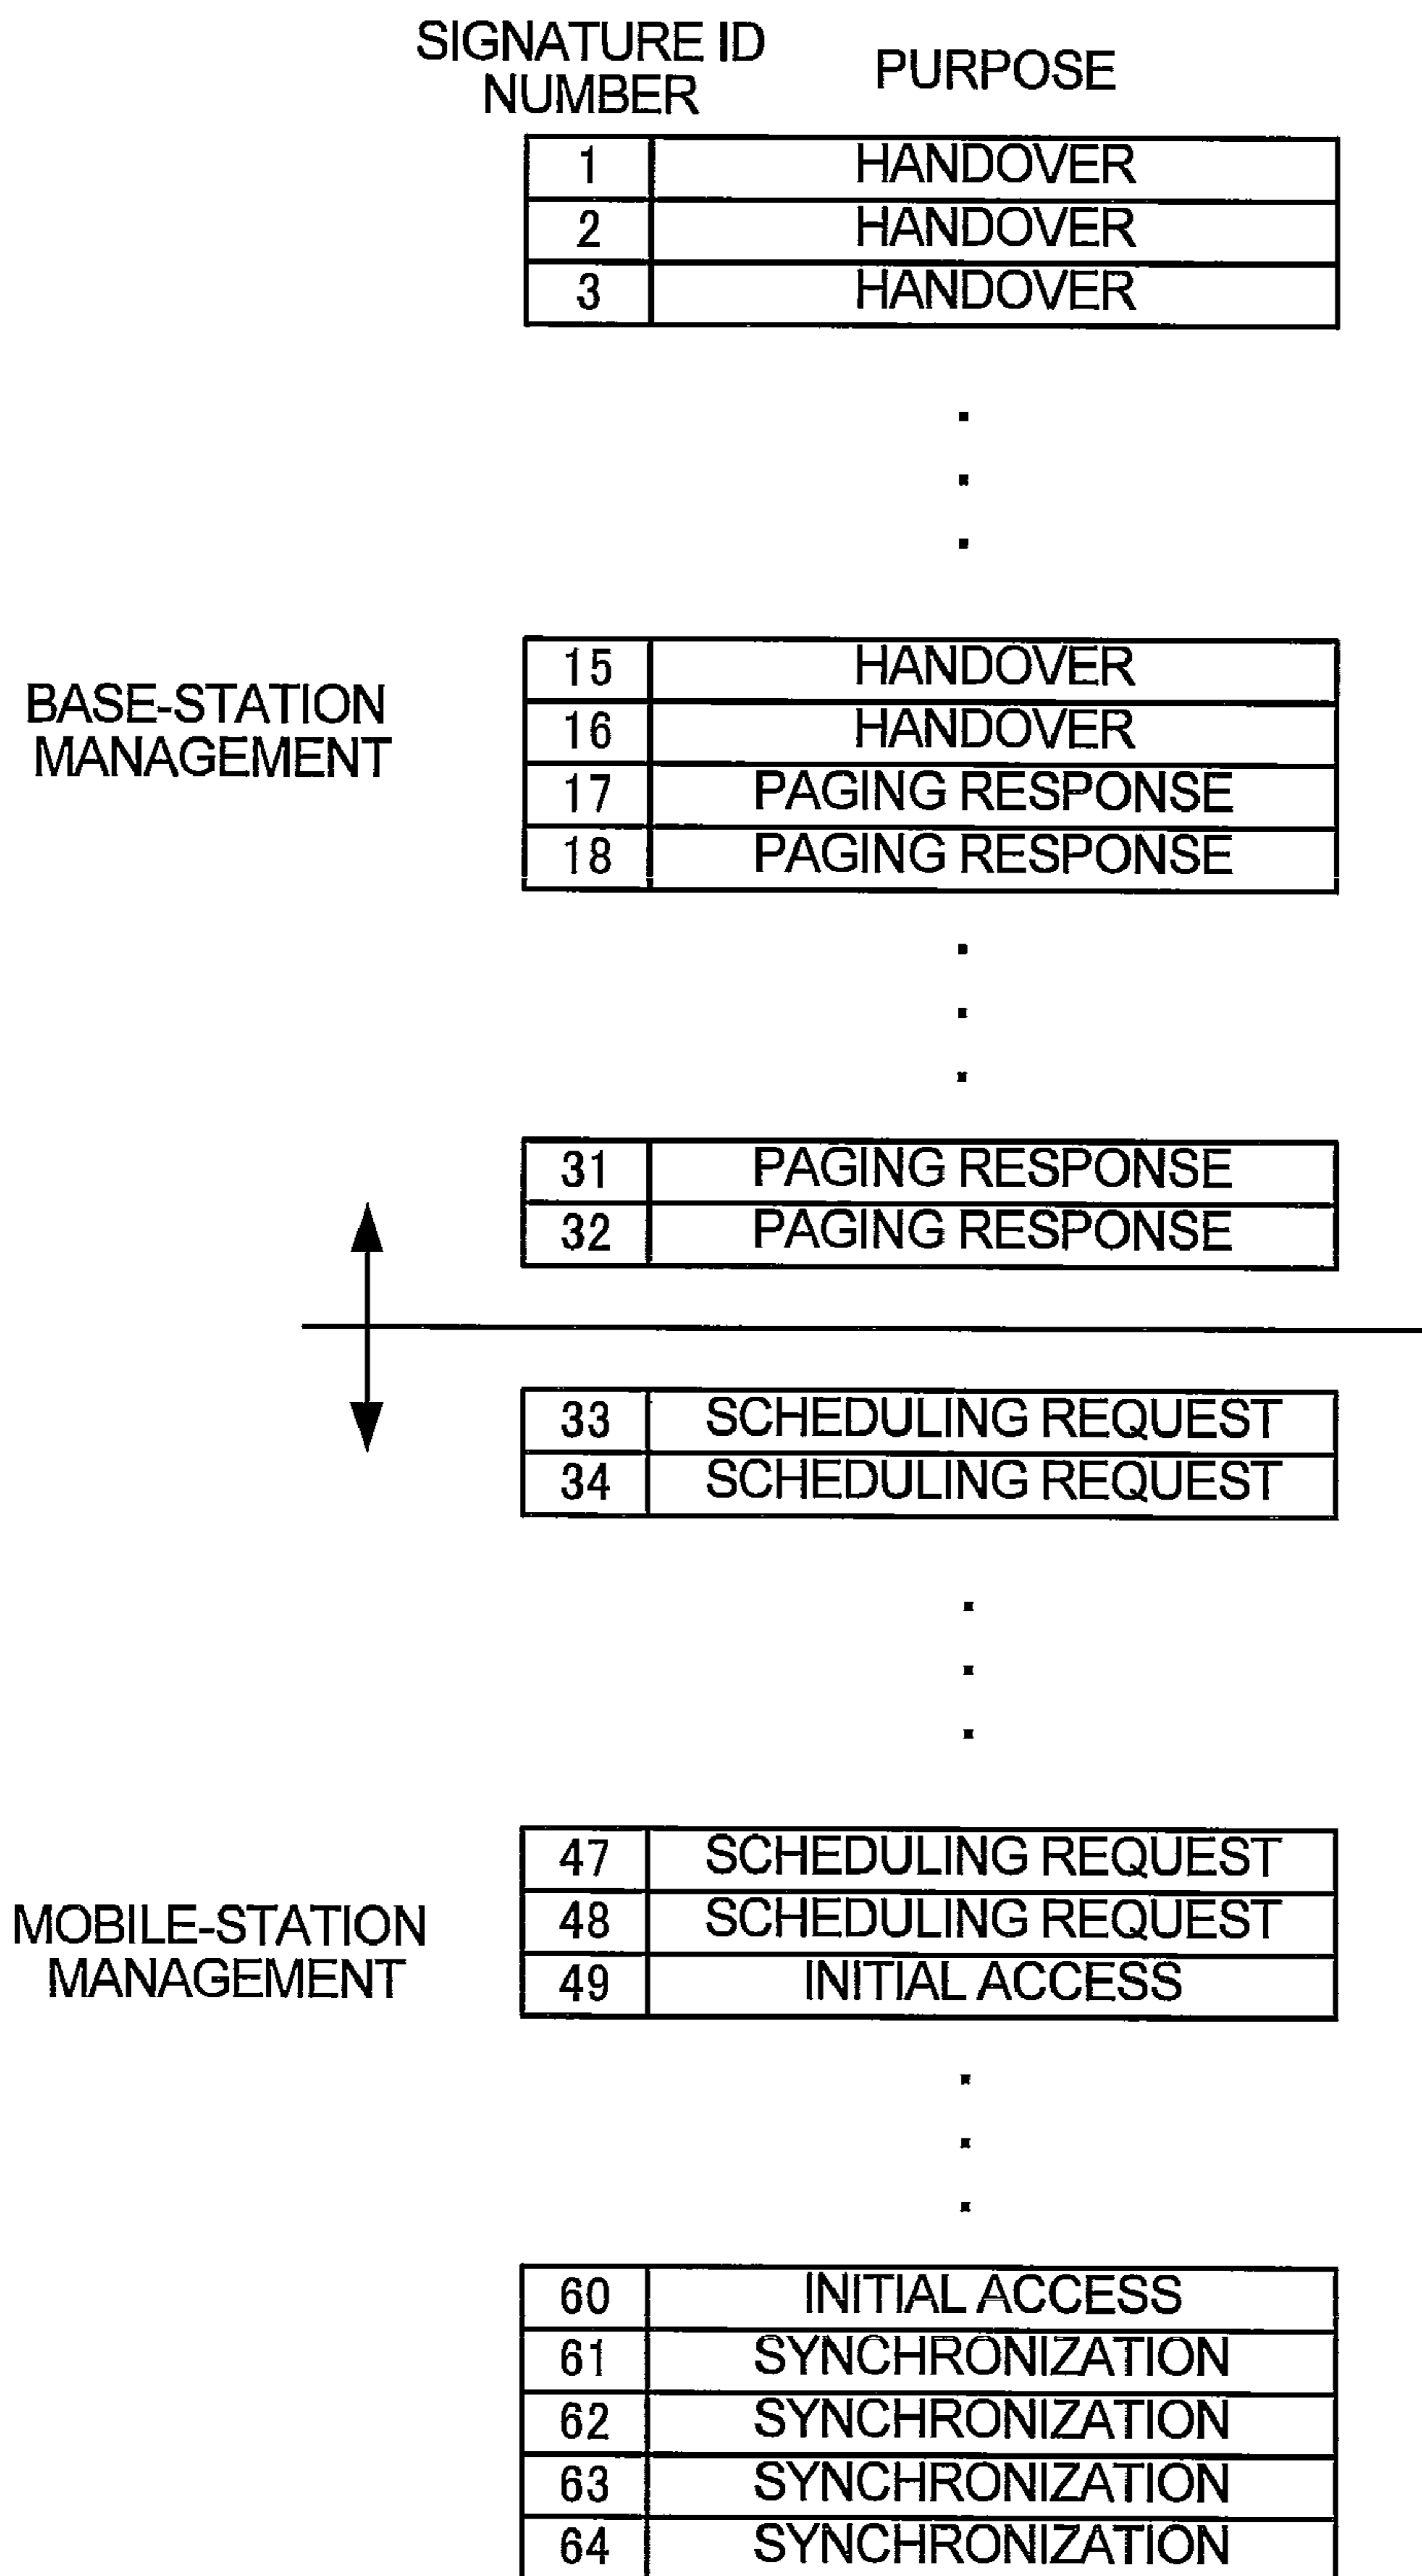 SIGNATURE ID
NUMBER
PURPOSE
1 HANDOVER
2 HANDOVER
3 HANDOVER
BASE-STATION
MANAGEMENT
15 HANDOVER
16 HANDOVER
17 PAGING RESPONSE
18 PAGING RESPONSE
31 PAGING RESPONSE
32 PAGING RESPONSE
33 SCHEDULING REQUEST
34 SCHEDULING REQUEST
MOBILE-STATION
MANAGEMENT
47 SCHEDULING REQUEST
48 SCHEDULING REQUEST
49 INITIAL ACCESS
60 INITIAL ACCESS
61 SYNCHRONIZATION
62 SYNCHRONIZATION
63 SYNCHRONIZATION
64 SYNCHRONIZATION